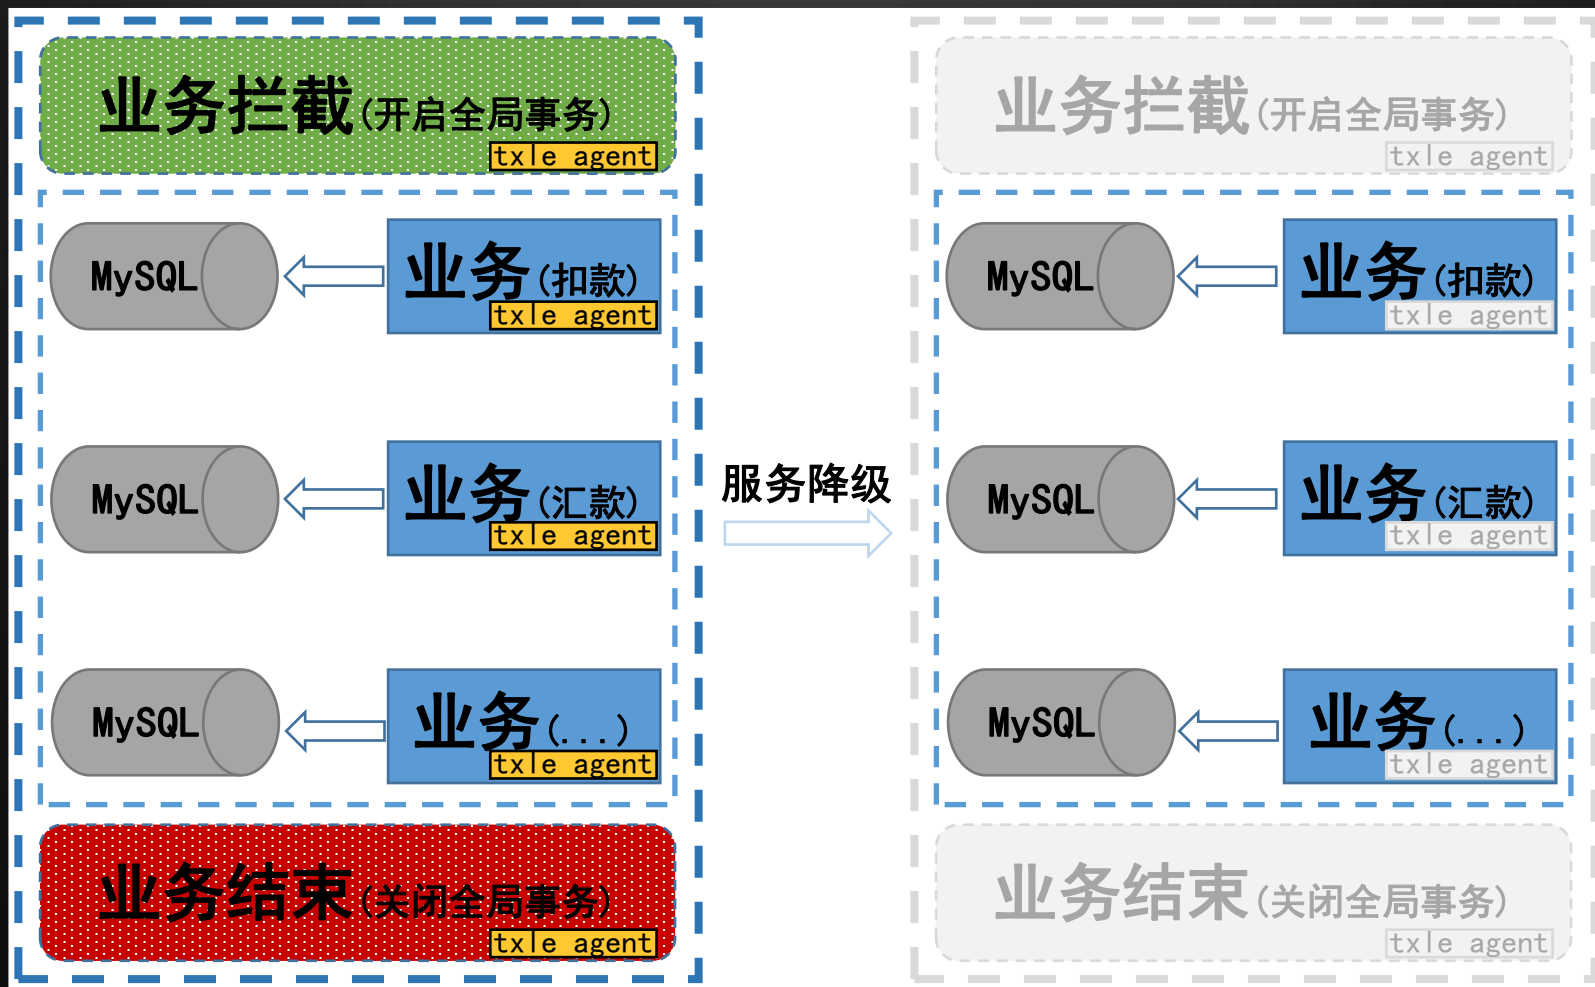 业务拦截(开启全局事务)
txle agent
MySQL
业务(扣款)
txle agent
MySQL
业务(汇款)
txle agent
MySQL
业务(...)
txle agent
业务结束(关闭全局事务)
txle agent
服务降级
业务拦截(开启全局事务)
txle agent
MySQL
业务(扣款)
txle agent
MySQL
业务(汇款)
txle agent
MySQL
业务(...)
txle agent
业务结束(关闭全局事务)
txle agent